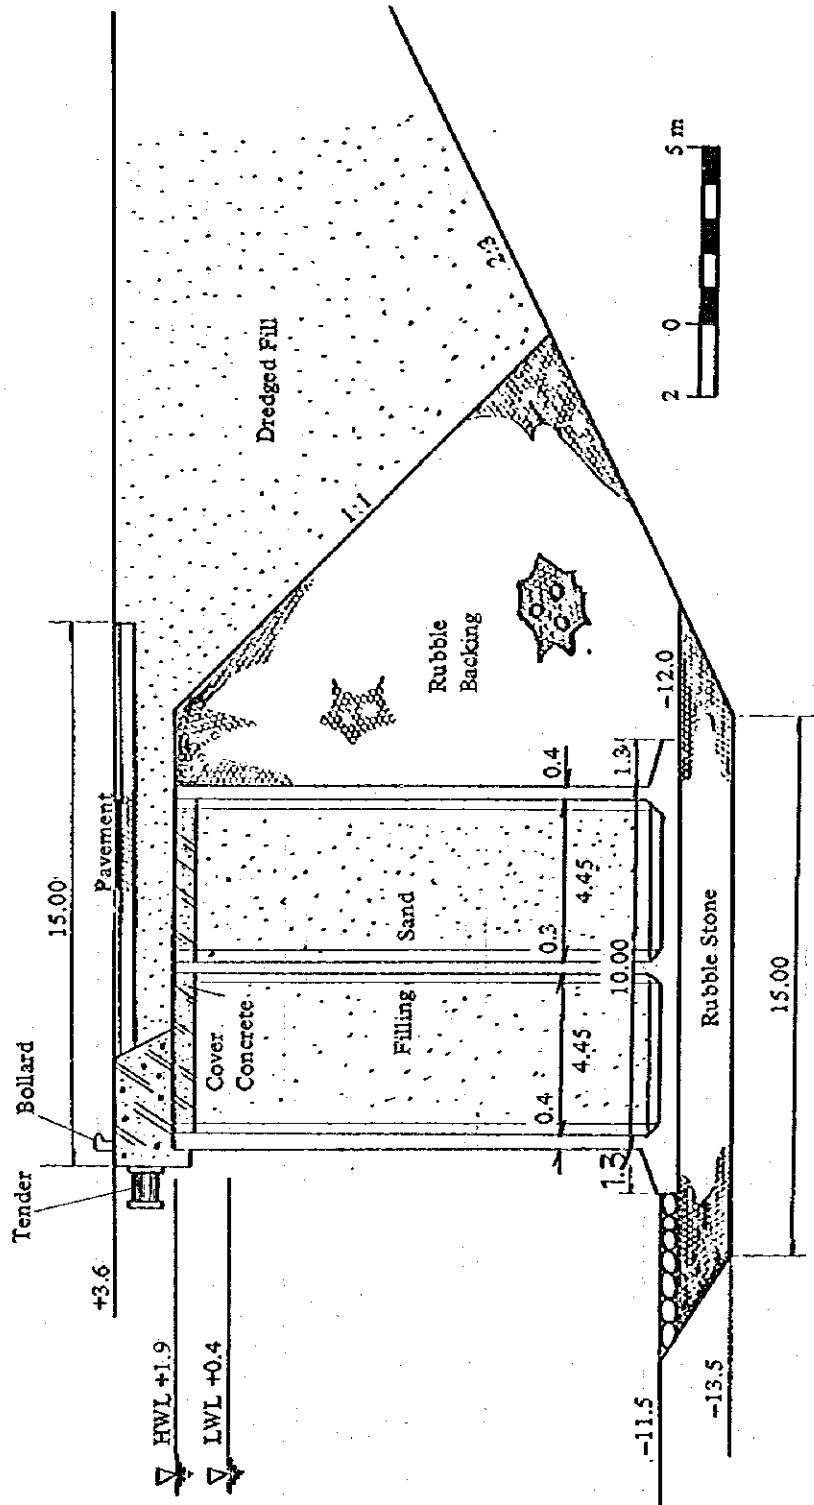 Tender
Bollard
15.00
Pavement
+3.6
HWL +1.9
LWL +0.4
Dredged Fill
1:1
2:3
Cover
Concrete
Filling
Sand
Rubble
Backing
0.4
4.45
0.3
4.45
0.4
1.3
10.00
1.3
-12.0
-11.5
-13.5
Rubble Stone
15.00
2 0 5 m